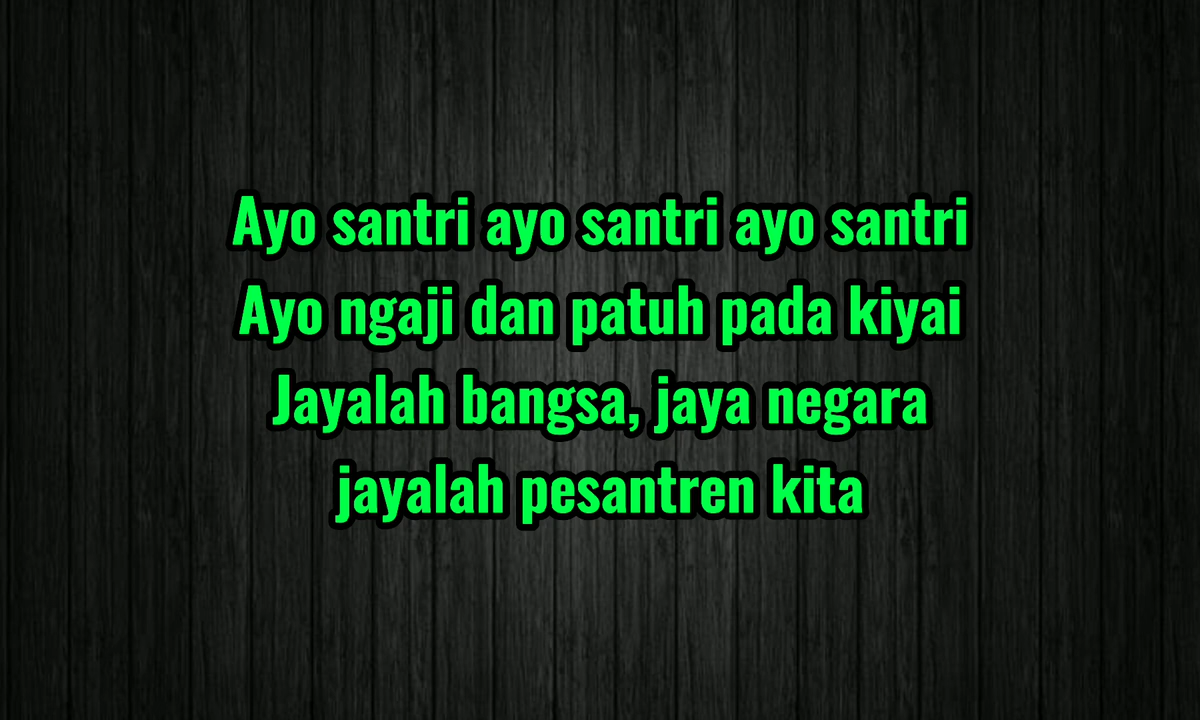 Ayo santri ayo santri ayo santri
Ayo ngaji dan patuh pada kiyai
Jayalah bangsa, jaya negara
jayalah pesantren kita